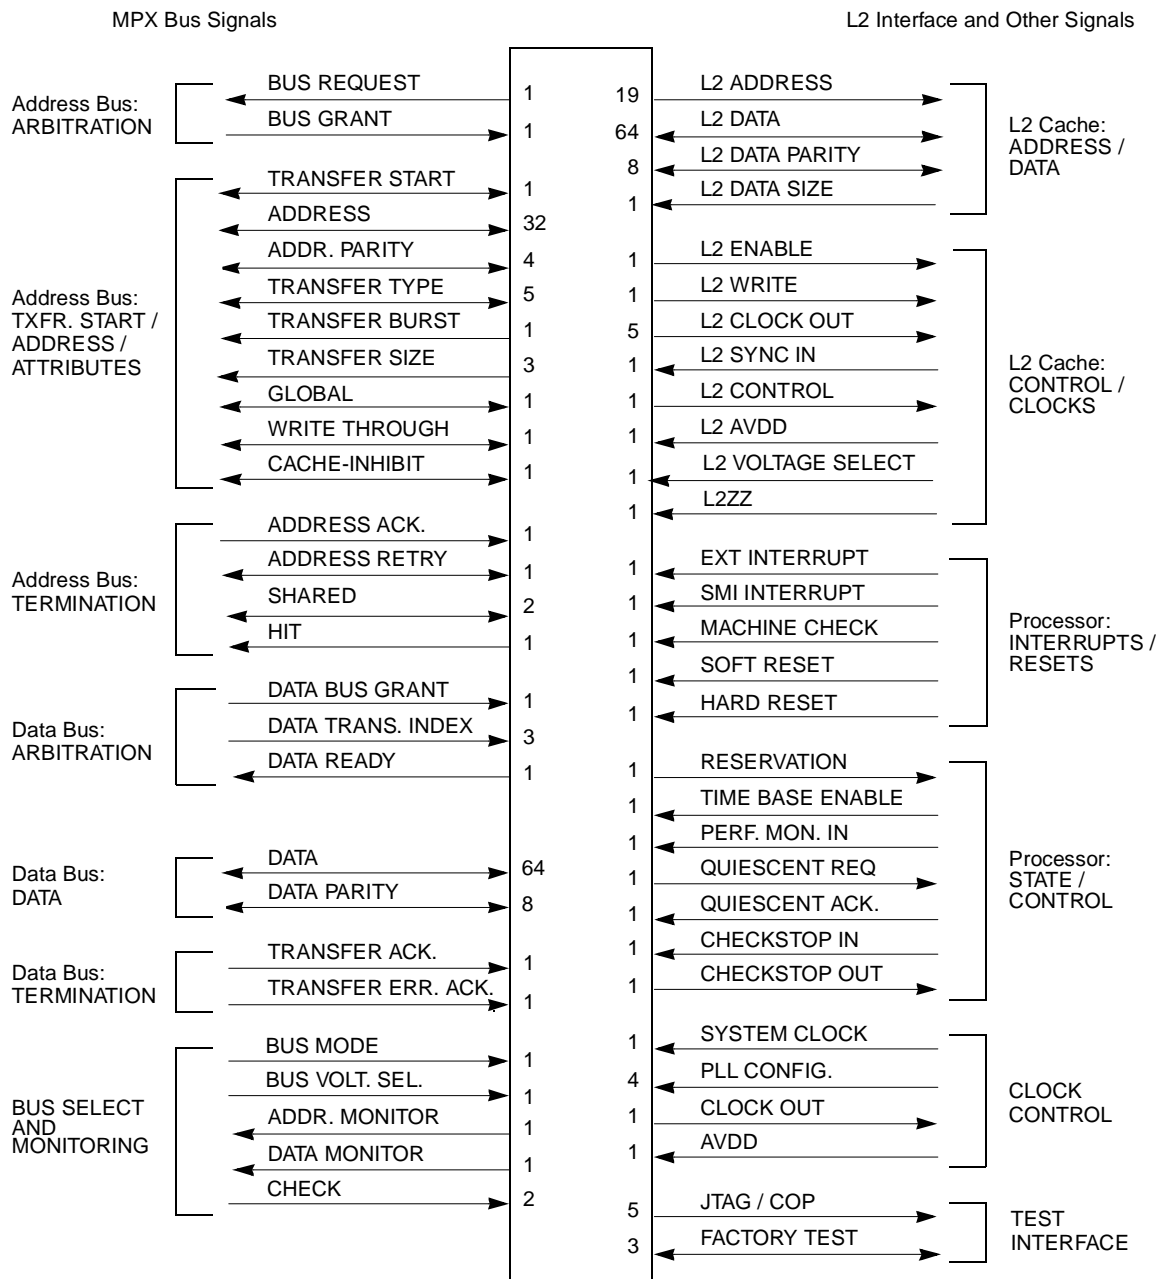 MPX Bus Signals
L2 Interface and Other Signals
Address Bus:
ARBITRATION
BUS REQUEST 1
BUS GRANT 1
Address Bus:
TXFR. START /
ADDRESS /
ATTRIBUTES
TRANSFER START 1
ADDRESS 32
ADDR. PARITY 4
TRANSFER TYPE 5
TRANSFER BURST 1
TRANSFER SIZE 3
GLOBAL 1
WRITE THROUGH 1
CACHE-INHIBIT 1
Address Bus:
TERMINATION
ADDRESS ACK. 1
ADDRESS RETRY 1
SHARED 2
HIT 1
Data Bus:
ARBITRATION
DATA BUS GRANT 1
DATA TRANS. INDEX 3
DATA READY 1
Data Bus:
DATA
DATA 64
DATA PARITY 8
Data Bus:
TERMINATION
TRANSFER ACK. 1
TRANSFER ERR. ACK. 1
BUS SELECT
AND
MONITORING
BUS MODE 1
BUS VOLT. SEL. 1
ADDR. MONITOR 1
DATA MONITOR 1
CHECK 2
19 L2 ADDRESS
64 L2 DATA
8 L2 DATA PARITY
1 L2 DATA SIZE
L2 Cache:
ADDRESS /
DATA
1 L2 ENABLE
1 L2 WRITE
5 L2 CLOCK OUT
1 L2 SYNC IN
1 L2 CONTROL
1 L2 AVDD
1 L2 VOLTAGE SELECT
1 L2ZZ
L2 Cache:
CONTROL /
CLOCKS
1 EXT INTERRUPT
1 SMI INTERRUPT
1 MACHINE CHECK
1 SOFT RESET
1 HARD RESET
Processor:
INTERRUPTS /
RESETS
1 RESERVATION
1 TIME BASE ENABLE
1 PERF. MON. IN
1 QUIESCENT REQ
1 QUIESCENT ACK.
1 CHECKSTOP IN
1 CHECKSTOP OUT
Processor:
STATE /
CONTROL
1 SYSTEM CLOCK
4 PLL CONFIG.
1 CLOCK OUT
1 AVDD
CLOCK
CONTROL
5 JTAG / COP
3 FACTORY TEST
TEST
INTERFACE